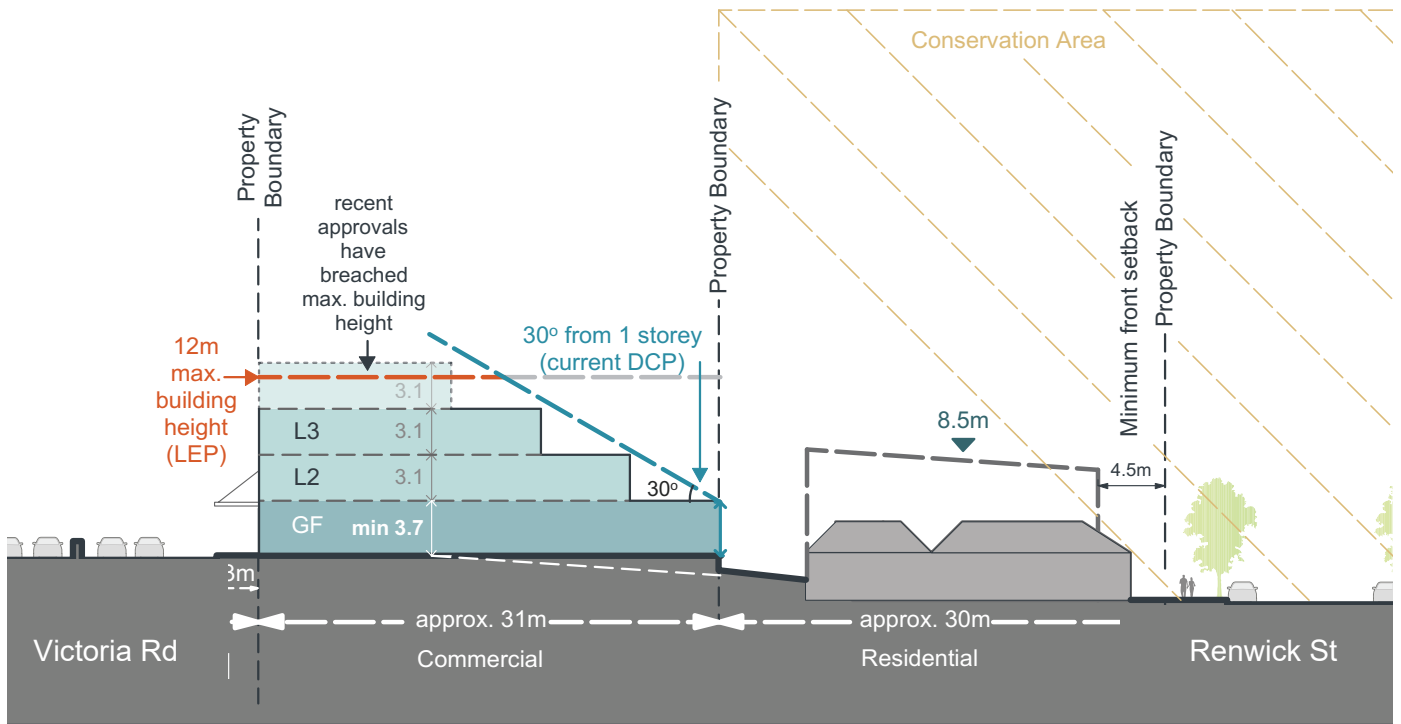 Conservation Area
Property
Boundary
recent
approvals
have
breached
max. building
height
Property Boundary
Minimum front setback
Property Boundary
12m
max.
building
height
(LEP)
30º from 1 storey
(current DCP)
8.5m
3.1
L3
3.1
L2
3.1
30º
4.5m
GF
min 3.7
3m
approx. 31m
approx. 30m
Victoria Rd
Commercial
Residential
Renwick St